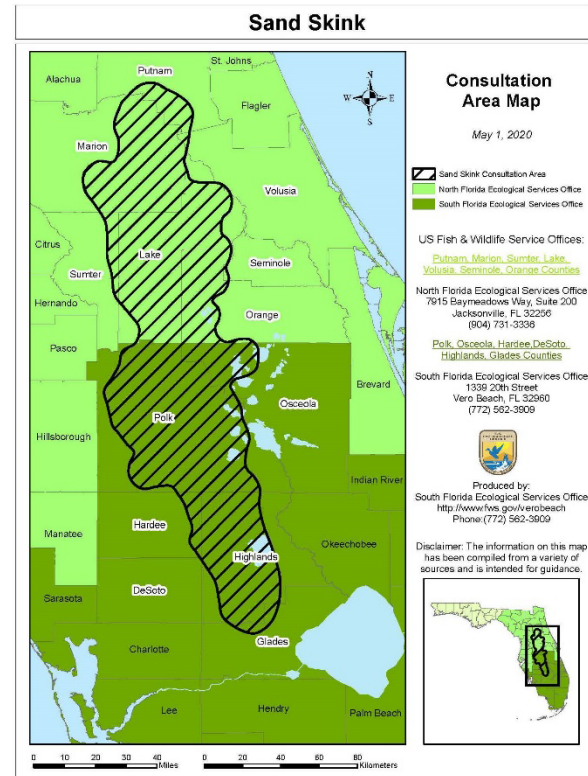 Sand Skink
Consultation
Area Map
May 1, 2020
Sand Skink Consultation Area
North Florida Ecological Services Office
South Florida Ecological Services Office
US Fish & Wildlife Service Offices:
Putnam, Marion, Sumter, Lake,
Volusia, Seminole, Orange Counties
North Florida Ecological Services Office
7915 Baymeadows Way, Suite 200
Jacksonville, FL 32256
(904) 731-3336
Polk, Osceola, Hardee,DeSoto,
Highlands, Glades Counties
South Florida Ecological Services Office
1339 20th Street
Vero Beach, FL 32960
(772) 562-3909
Produced by:
South Florida Ecological Services Office
http://www.fws.gov/verobeach
Phone:(772) 562-3909
Disclaimer: The information on this map
has been compiled from a variety of
sources and is intended for guidance.
N
W
E
S
Alachua
Putnam
St. Johns
Flagler
Marion
Volusia
Citrus
Lake
Sumter
Seminole
Hernando
Orange
Pasco
Brevard
Polk
Osceola
Hillsborough
Indian River
Manatee
Hardee
Okeechobee
Highlands
DeSoto
Sarasota
Glades
Charlotte
Lee
Hendry
Palm Beach
0 10 20 40
Miles
0 20 40 80
Kilometers